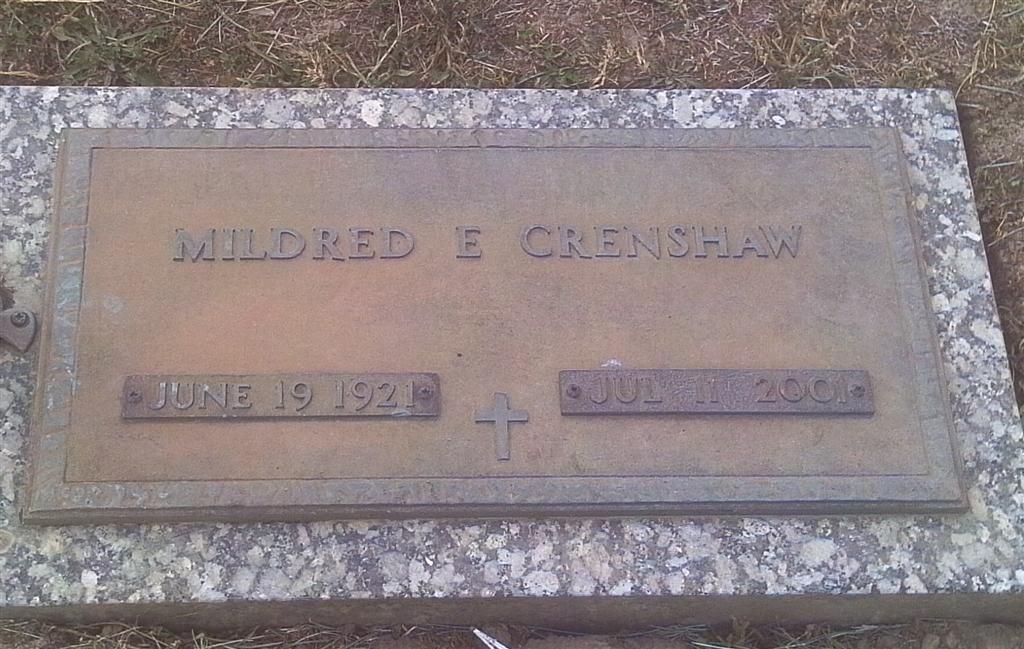 MILDRED E CRENSHAW
JUNE 19 1921 JUL 11 2001